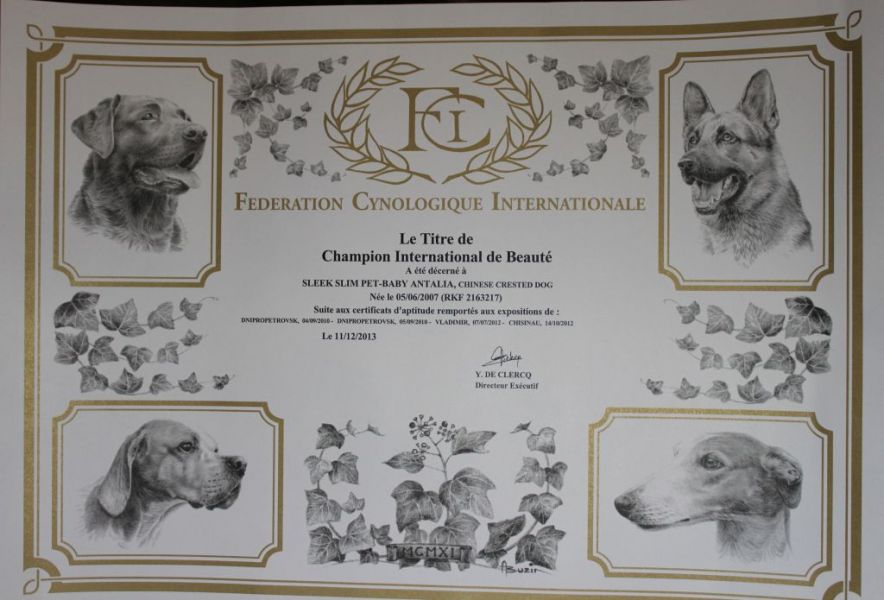 FCI
FEDERATION CYNOLOGIQUE INTERNATIONALE
Le Titre de
Champion International de Beauté
A été décerné à
SLEEK SLIM PET-BABY ANTALIA, CHINESE CRESTED DOG
Née le 05/06/2007 (RKF 2163217)
Suite aux certificats d'aptitude remportés aux expositions de :
DNIPROPETROVSK, 04/09/2010 - DNIPROPETROVSK, 05/09/2010 - VLADIMIR, 07/07/2012 - CHISINAU, 14/10/2012
Le 11/12/2013
Y. DE CLERCQ
Directeur Exécutif
MCMXI